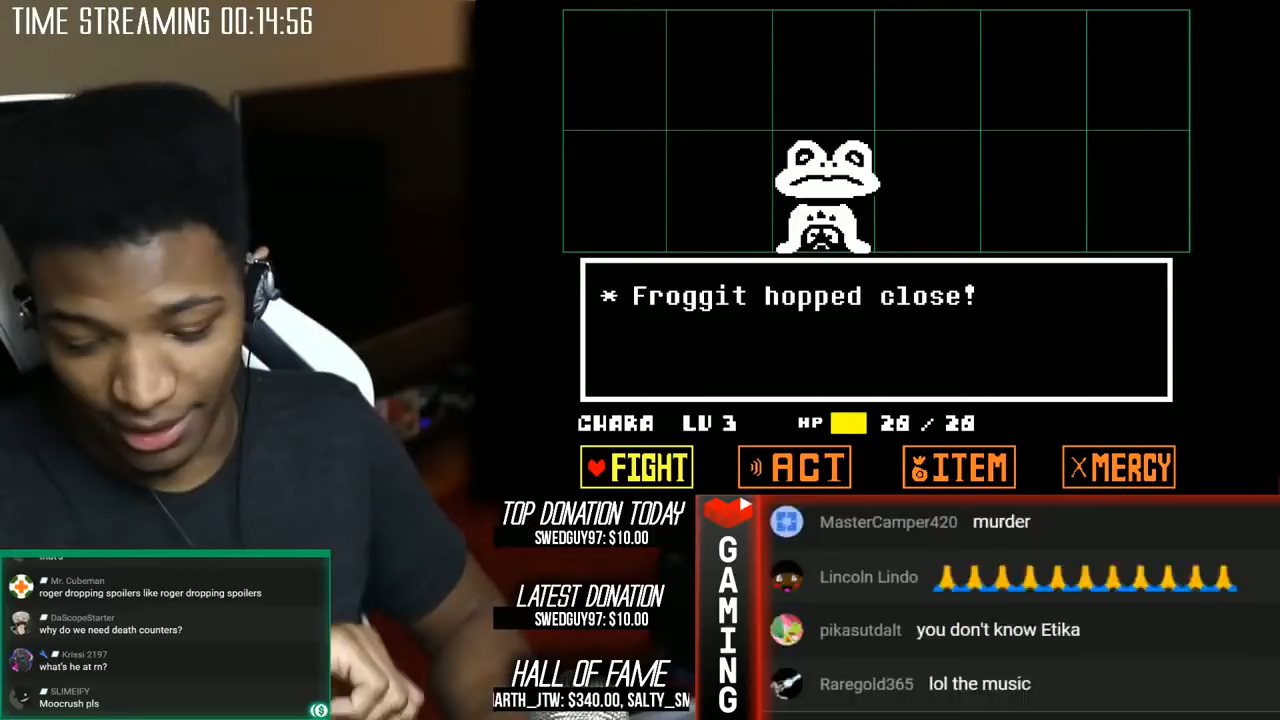 TIME STREAMING 00:14:56
* Froggit hopped close!
CHARA LV 3 HP 20 / 20
FIGHT ACT ITEM MERCY
TOP DONATION TODAY
SWEDGUY97: $10.00
LATEST DONATION
SWEDGUY97: $10.00
HALL OF FAME
ARTH_JTW: $340.00, SALTY_SM
GAMING
MasterCamper420 murder
Lincoln Lindo 🙏🙏🙏🙏🙏🙏🙏🙏🙏🙏🙏
pikasutdalt you don't know Etika
Raregold365 lol the music
Mr. Cubeman
roger dropping spoilers like roger dropping spoilers
DaScopeStarter
why do we need death counters?
Krissi 2197
what's he at rn?
SLIMEIFY
Moocrush pls